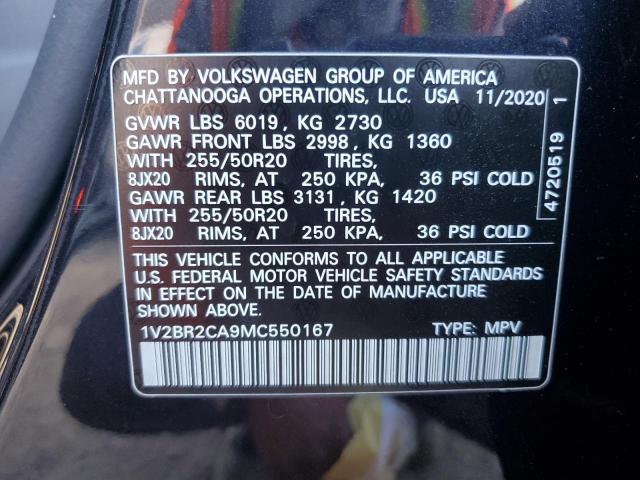 MFD BY VOLKSWAGEN GROUP OF AMERICA
CHATTANOOGA OPERATIONS, LLC. USA 11/2020
GVWR LBS 6019, KG 2730
GAWR FRONT LBS 2998, KG 1360
WITH 255/50R20 TIRES,
8JX20 RIMS, AT 250 KPA, 36 PSI COLD
GAWR REAR LBS 3131, KG 1420
WITH 255/50R20 TIRES,
8JX20 RIMS, AT 250 KPA, 36 PSI COLD
THIS VEHICLE CONFORMS TO ALL APPLICABLE
U.S. FEDERAL MOTOR VEHICLE SAFETY STANDARDS
IN EFFECT ON THE DATE OF MANUFACTURE
SHOWN ABOVE.
1V2BR2CA9MC550167 TYPE: MPV
4720519 1